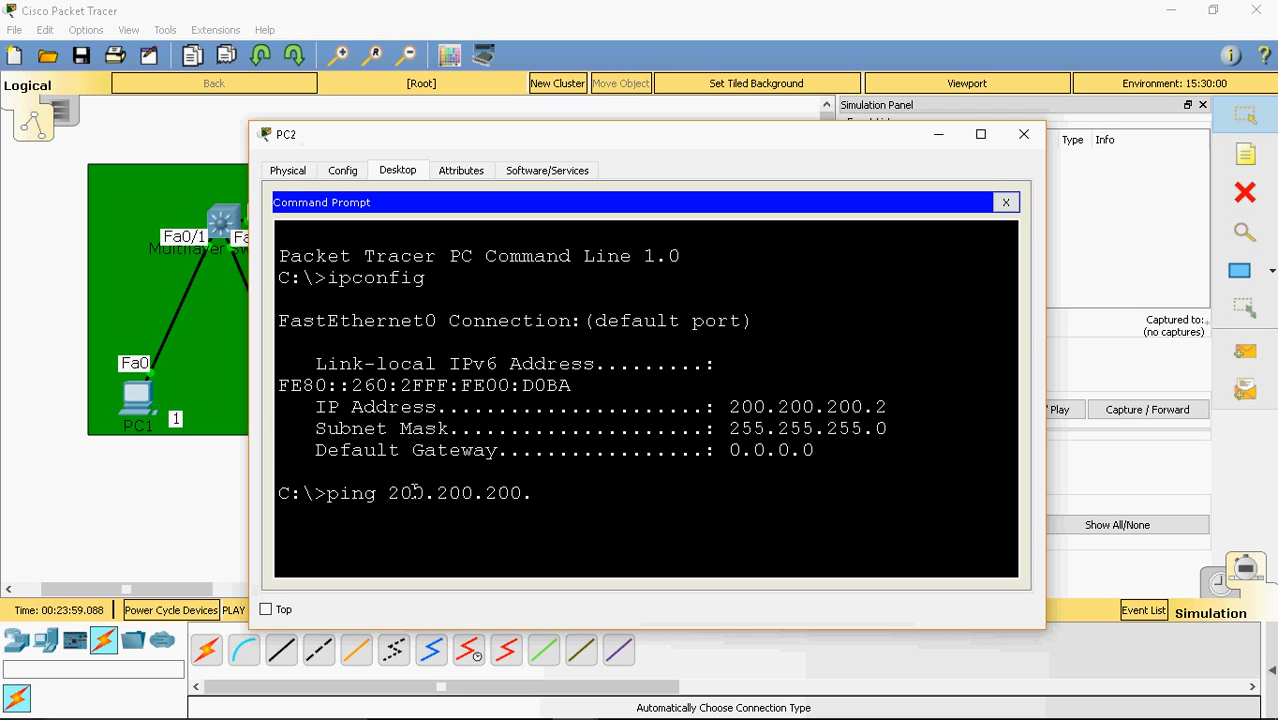 Cisco Packet Tracer
File Edit Options View Tools Extensions Help
Logical
Back
[Root]
New Cluster
Move Object
Set Tiled Background
Viewport
Environment: 15:30:00
Simulation Panel
Type Info
PC2
Physical Config Desktop Attributes Software/Services
Command Prompt X
Packet Tracer PC Command Line 1.0
C:\>ipconfig
FastEthernet0 Connection:(default port)
Link-local IPv6 Address.........:
FE80::260:2FFF:FE00:D0BA
IP Address......................: 200.200.200.2
Subnet Mask.....................: 255.255.255.0
Default Gateway.................: 0.0.0.0
C:\>ping 200.200.200.
Fa0/1
Fa
Multilayer Sw
Fa0
PC1
1
Captured to:
(no captures)
/ Play
Capture / Forward
Show All/None
Top
Time: 00:23:59.088
Power Cycle Devices
PLAY
Event List
Simulation
Automatically Choose Connection Type